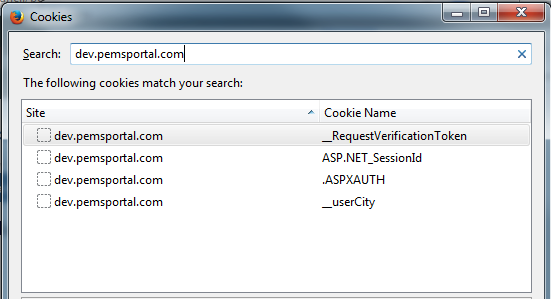 Cookies
Search: dev.pemsportal.com
The following cookies match your search:
Site Cookie Name
dev.pemsportal.com __RequestVerificationToken
dev.pemsportal.com ASP.NET_SessionId
dev.pemsportal.com .ASPXAUTH
dev.pemsportal.com __userCity